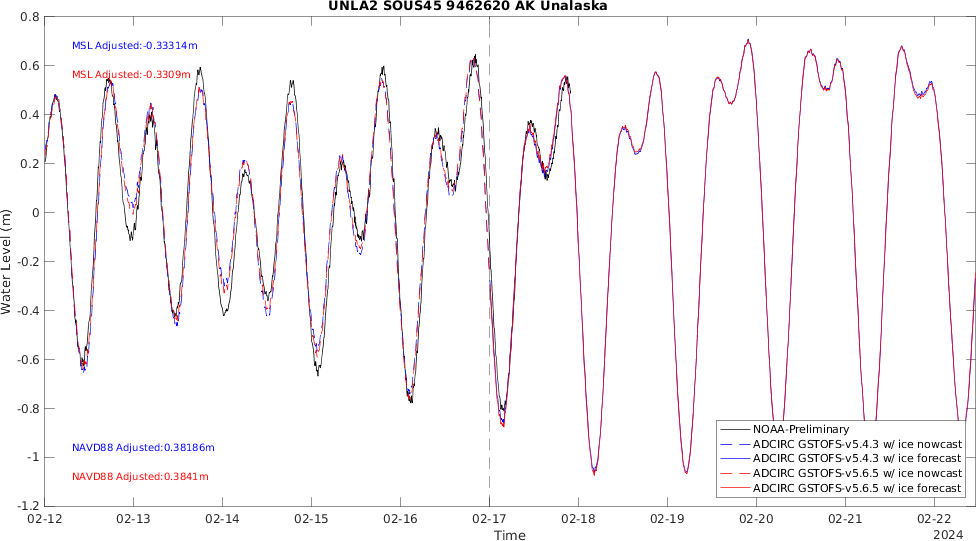 UNLA2 SOUS45 9462620 AK Unalaska
0.8
0.6
0.4
0.2
0
-0.2
-0.4
-0.6
-0.8
-1
-1.2
Water Level (m)
MSL Adjusted:-0.33314m
MSL Adjusted:-0.3309m
NAVD88 Adjusted:0.38186m
NAVD88 Adjusted:0.3841m
NOAA-Preliminary
ADCIRC GSTOFS-v5.4.3 w/ ice nowcast
ADCIRC GSTOFS-v5.4.3 w/ ice forecast
ADCIRC GSTOFS-v5.6.5 w/ ice nowcast
ADCIRC GSTOFS-v5.6.5 w/ ice forecast
02-12 02-13 02-14 02-15 02-16 02-17 02-18 02-19 02-20 02-21 02-22
Time
2024